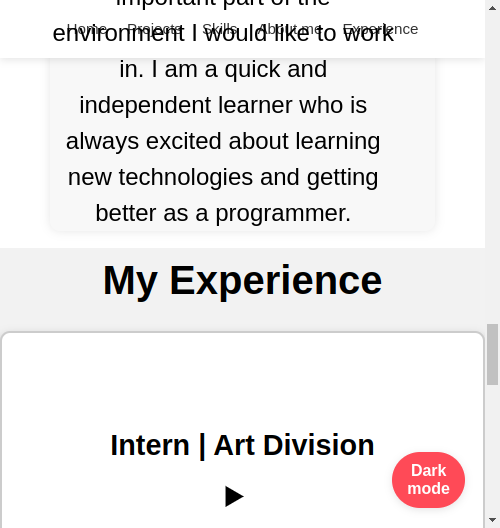 important part of the
Home Projects Skills About me Experience
environment I would like to work
in. I am a quick and
independent learner who is
always excited about learning
new technologies and getting
better as a programmer.
My Experience
Intern | Art Division
Dark
mode